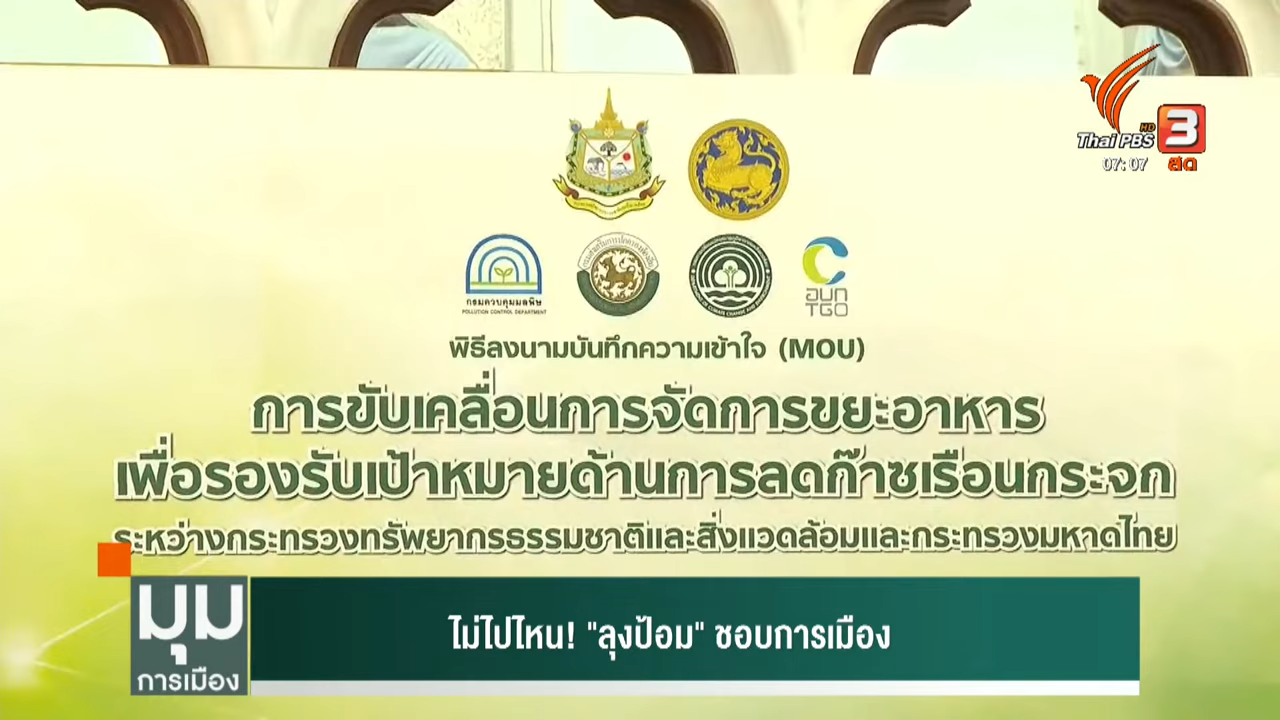 Thai PBS
HD
3
07:07
สด
กรมควบคุมมลพิษ
POLLUTION CONTROL DEPARTMENT
อบก
TGO
พิธีลงนามบันทึกความเข้าใจ (MOU)
การขับเคลื่อนการจัดการขยะอาหาร
เพื่อรองรับเป้าหมายด้านการลดก๊าซเรือนกระจก
ระหว่างกระทรวงทรัพยากรธรรมชาติและสิ่งแวดล้อมและกระทรวงมหาดไทย
มุม
การเมือง
ไม่ไปไหน! "ลุงป้อม" ชอบการเมือง